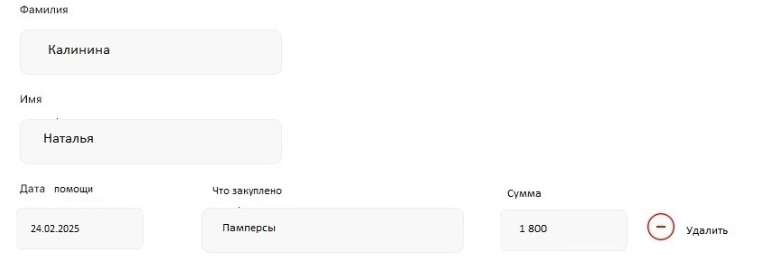 Фамилия
Калинина
Имя
Наталья
Дата помощи Что закуплено Сумма
24.02.2025 Памперсы 1 800 Удалить